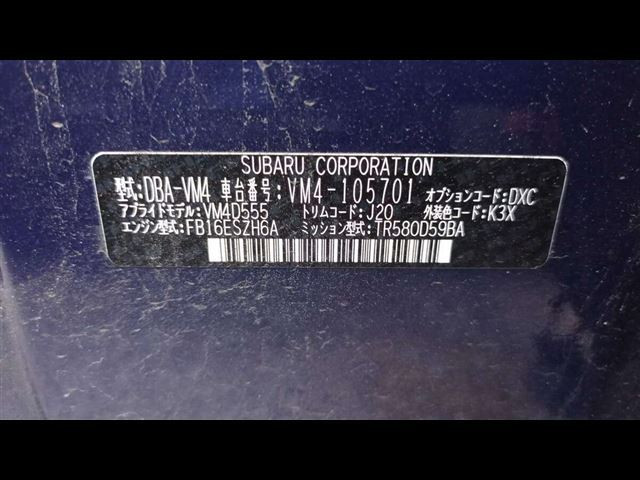 SUBARU CORPORATION
型式:DBA-VM4 車台番号:VM4-105701 オプションコード:DXC
アプライドモデル:VM4D555 トリムコード:J20 外装色コード:K3X
エンジン型式:FB16ESZH6A ミッション型式:TR580D59BA